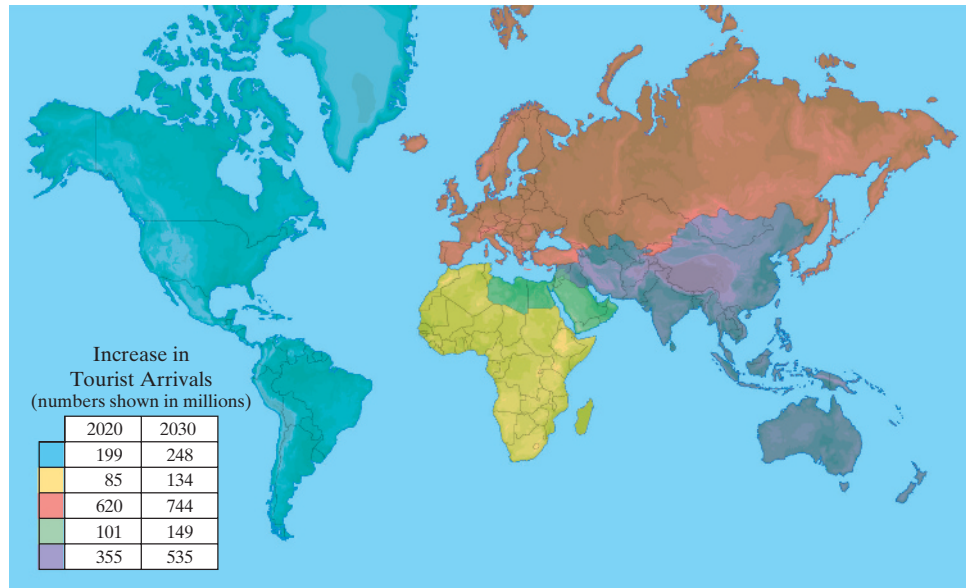 Increase in
Tourist Arrivals
(numbers shown in millions)
2020 2030
199 248
85 134
620 744
101 149
355 535